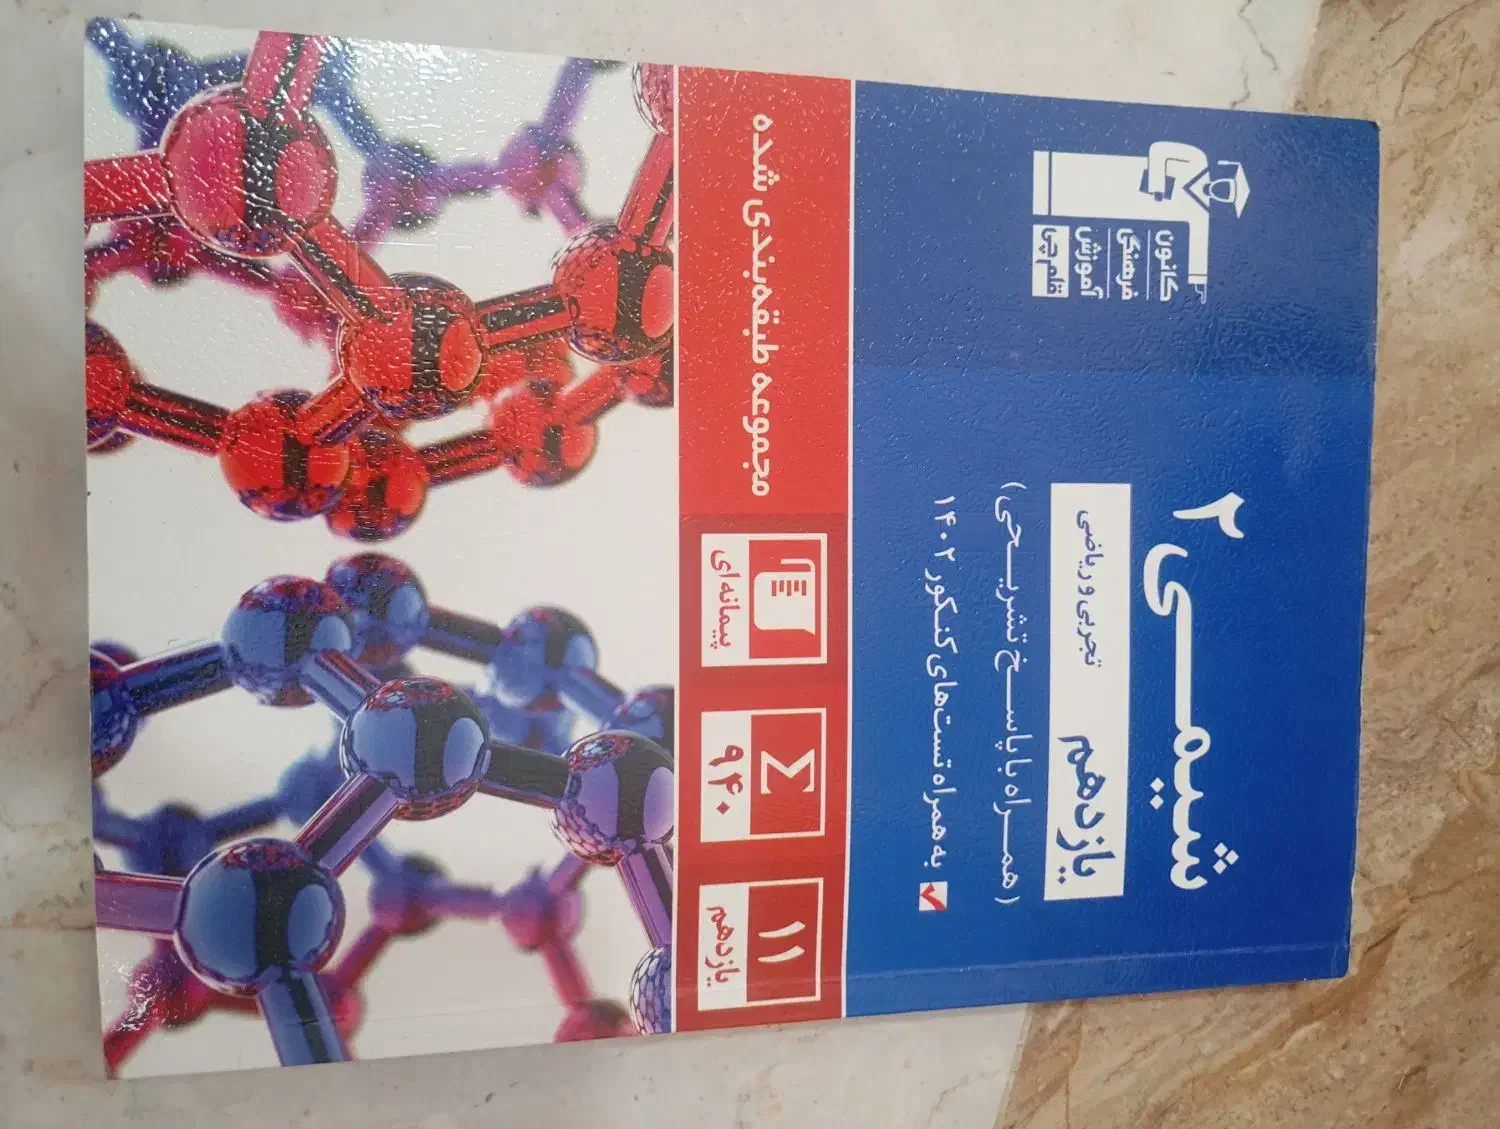 کانون
فرهنگی
آموزش
قلم‌چی
شیمی ۲
یازدهم تجربی و ریاضی
(همراه با پاسخ تشریحی)
به همراه تست‌های کنکور ۱۴۰۲
مجموعه طبقه‌بندی شده
پیمانه‌ای
Σ
۹۴۰
۱۱
یازدهم